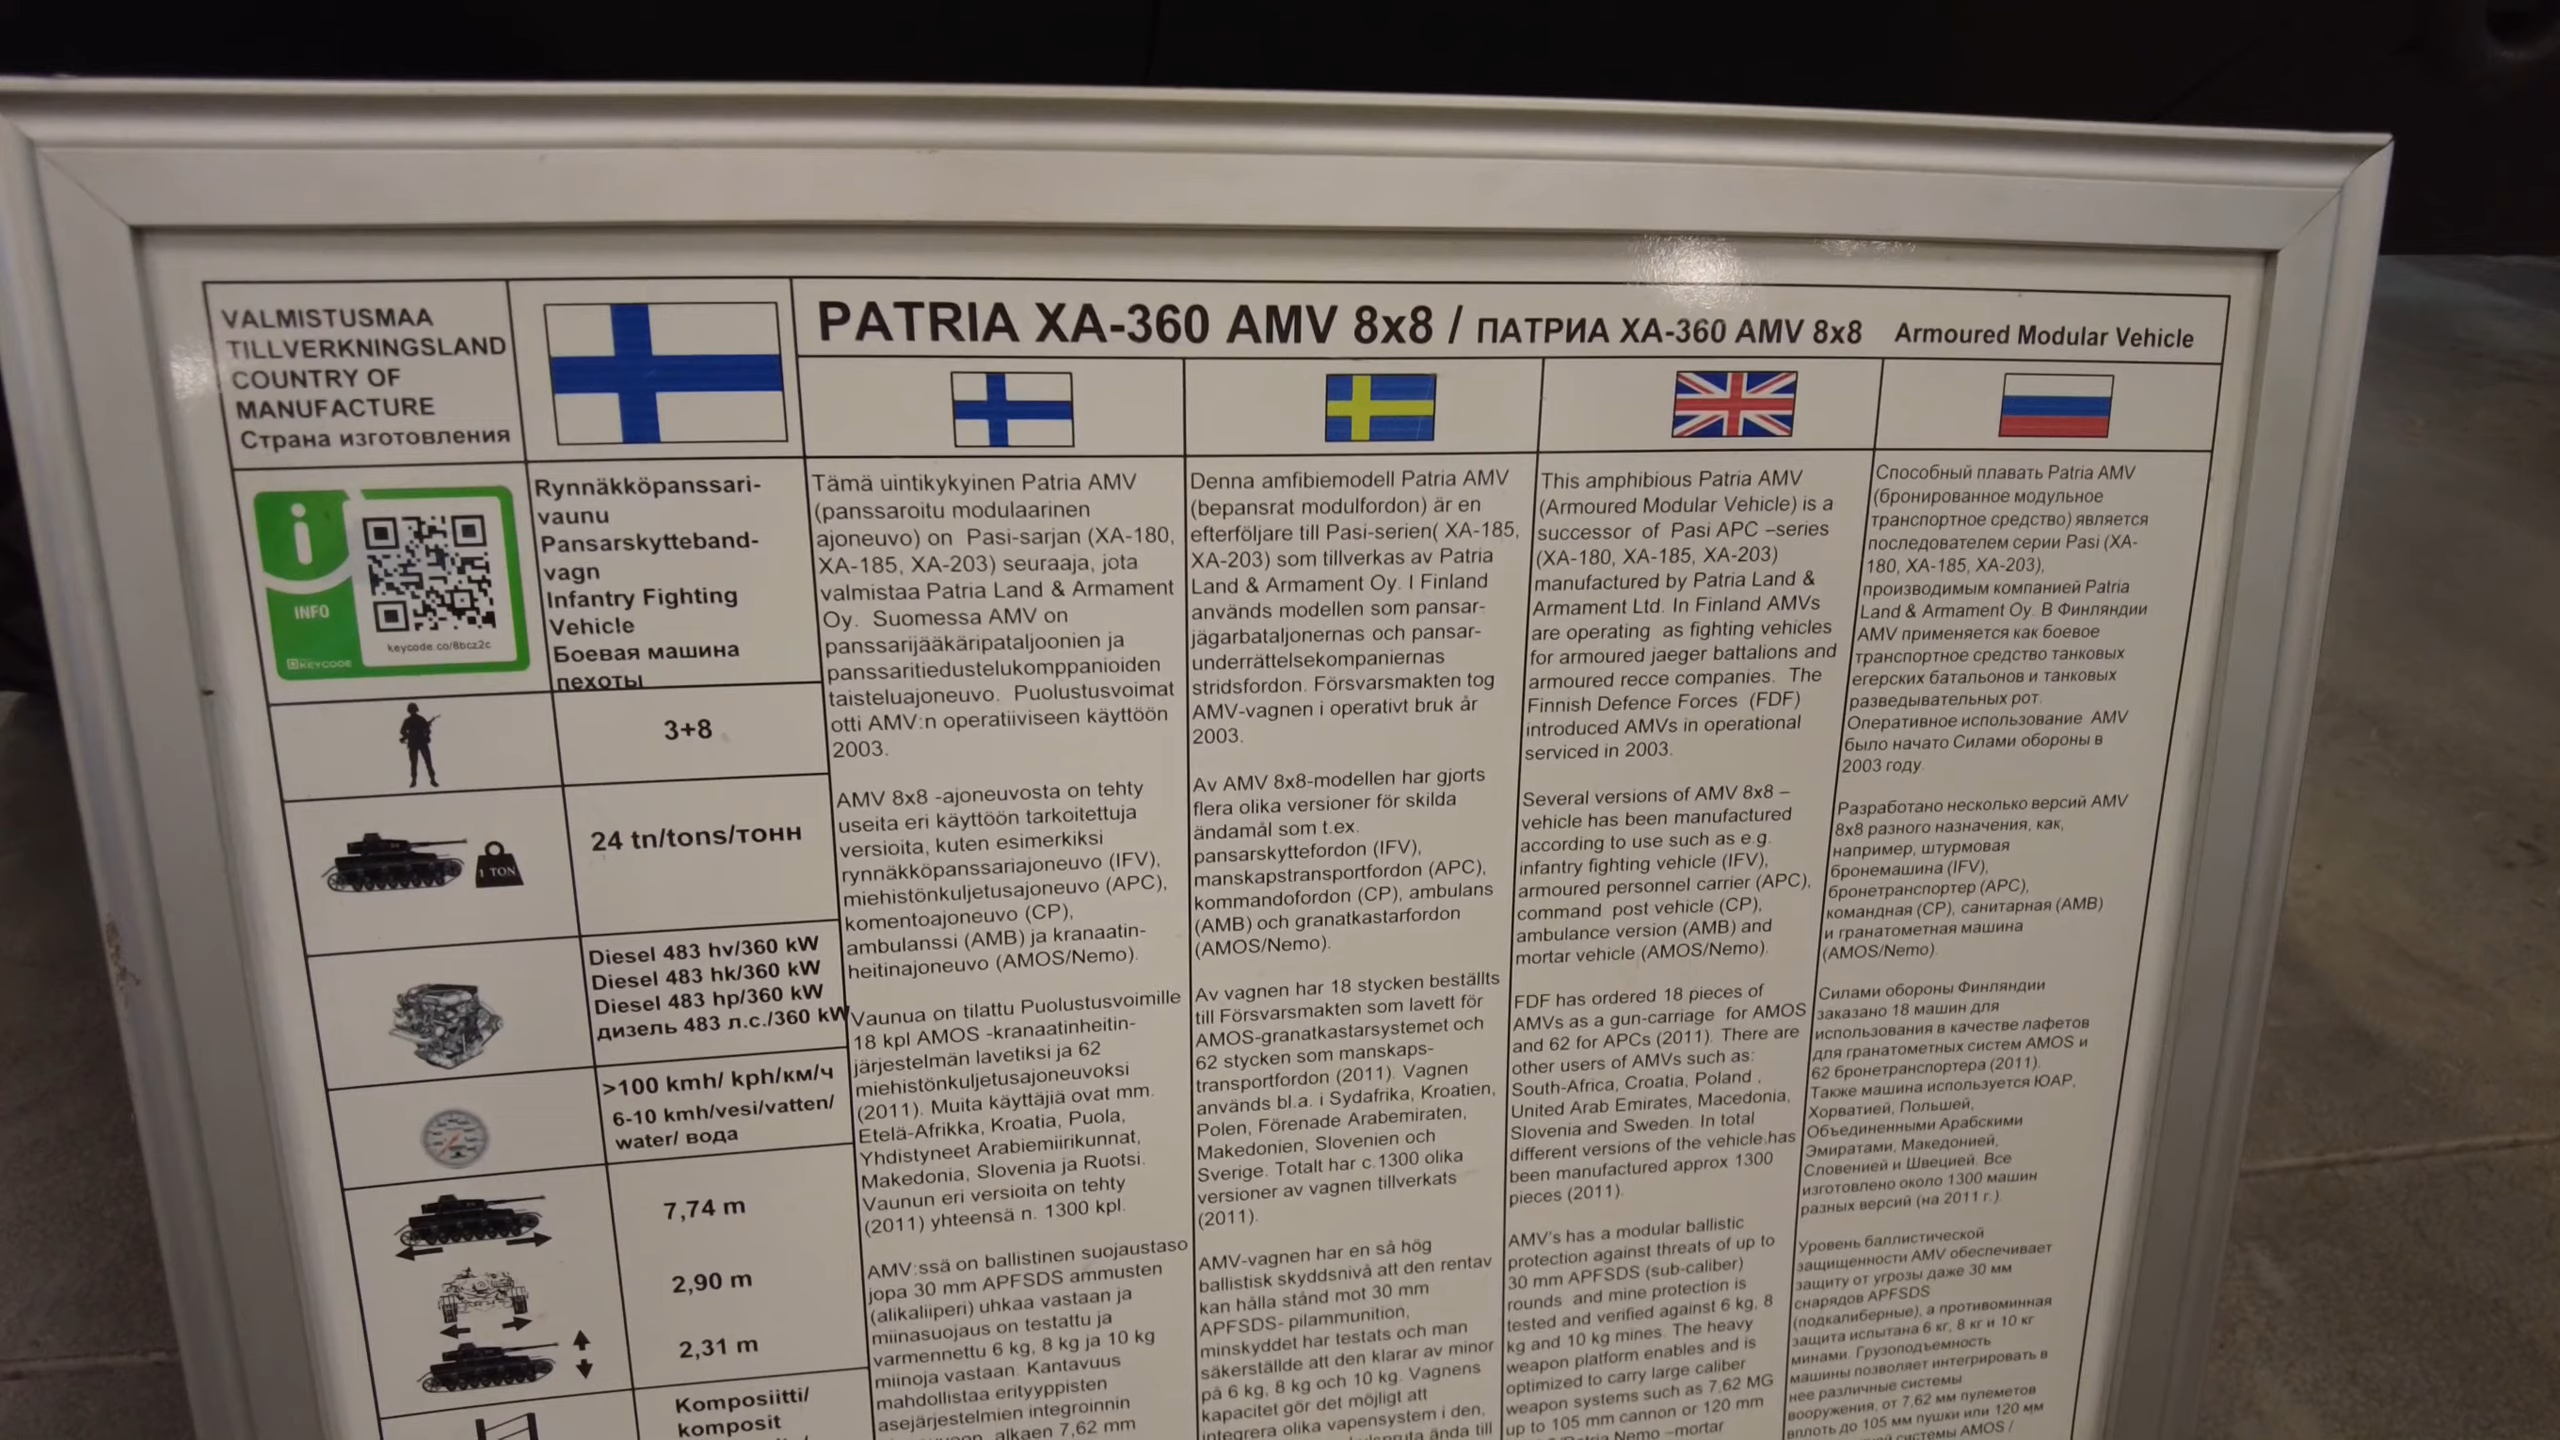 VALMISTUSMAA
TILLVERKNINGSLAND
COUNTRY OF
MANUFACTURE
Страна изготовления
PATRIA XA-360 AMV 8x8 / ПАТРИА XA-360 AMV 8x8 Armoured Modular Vehicle
INFO
KEYCODE
keycode.co/8bcz2c
Rynnäkköpanssari-
vaunu
Pansarskytteband-
vagn
Infantry Fighting
Vehicle
Боевая машина
пехоты
3+8
1 TON
24 tn/tons/тонн
Diesel 483 hv/360 kW
Diesel 483 hk/360 kW
Diesel 483 hp/360 kW
дизель 483 л.с./360 kW
>100 kmh/ kph/км/ч
6-10 kmh/vesi/vatten/
water/ вода
7,74 m
2,90 m
2,31 m
Komposiitti/
komposit
Tämä uintikykyinen Patria AMV
(panssaroitu modulaarinen
ajoneuvo) on Pasi-sarjan (XA-180,
XA-185, XA-203) seuraaja, jota
valmistaa Patria Land & Armament
Oy. Suomessa AMV on
panssarijääkäripataljoonien ja
panssaritiedustelukomppanioiden
taisteluajoneuvo. Puolustusvoimat
otti AMV:n operatiiviseen käyttöön
2003.
AMV 8x8 -ajoneuvosta on tehty
useita eri käyttöön tarkoitettuja
versioita, kuten esimerkiksi
rynnäkköpanssariajoneuvo (IFV),
miehistönkuljetusajoneuvo (APC),
komentoajoneuvo (CP),
ambulanssi (AMB) ja kranaatin-
heitinajoneuvo (AMOS/Nemo).
Vaunua on tilattu Puolustusvoimille
18 kpl AMOS -kranaatinheitin-
järjestelmän lavetiksi ja 62
miehistönkuljetusajoneuvoksi
(2011). Muita käyttäjiä ovat mm.
Etelä-Afrikka, Kroatia, Puola,
Yhdistyneet Arabiemiirikunnat,
Makedonia, Slovenia ja Ruotsi.
Vaunun eri versioita on tehty
(2011) yhteensä n. 1300 kpl.
AMV:ssä on ballistinen suojaustaso
jopa 30 mm APFSDS ammusten
(alikaliiperi) uhkaa vastaan ja
miinasuojaus on testattu ja
varmennettu 6 kg, 8 kg ja 10 kg
miinoja vastaan. Kantavuus
mahdollistaa erityyppisten
asejärjestelmien integroinnin
alkaen 7,62 mm
Denna amfibiemodell Patria AMV
(bepansrat modulfordon) är en
efterföljare till Pasi-serien( XA-185,
XA-203) som tillverkas av Patria
Land & Armament Oy. I Finland
används modellen som pansar-
jägarbataljonernas och pansar-
underrättelsekompaniernas
stridsfordon. Försvarsmakten tog
AMV-vagnen i operativt bruk år
2003.
Av AMV 8x8-modellen har gjorts
flera olika versioner för skilda
ändamål som t.ex.
pansarskyttefordon (IFV),
manskapstransportfordon (APC),
kommandofordon (CP), ambulans
(AMB) och granatkastarfordon
(AMOS/Nemo).
Av vagnen har 18 stycken beställts
till Försvarsmakten som lavett för
AMOS-granatkastarsystemet och
62 stycken som manskaps-
transportfordon (2011). Vagnen
används bl.a. i Sydafrika, Kroatien,
Polen, Förenade Arabemiraten,
Makedonien, Slovenien och
Sverige. Totalt har c.1300 olika
versioner av vagnen tillverkats
(2011).
AMV-vagnen har en så hög
ballistisk skyddsnivå att den rentav
kan hålla stånd mot 30 mm
APFSDS- pilammunition,
minskyddet har testats och man
säkerställde att den klarar av minor
på 6 kg, 8 kg och 10 kg. Vagnens
kapacitet gör det möjligt att
integrera olika vapensystem i den,
ända till
This amphibious Patria AMV
(Armoured Modular Vehicle) is a
successor of Pasi APC –series
(XA-180, XA-185, XA-203)
manufactured by Patria Land &
Armament Ltd. In Finland AMVs
are operating as fighting vehicles
for armoured jaeger battalions and
armoured recce companies. The
Finnish Defence Forces (FDF)
introduced AMVs in operational
serviced in 2003.
Several versions of AMV 8x8 –
vehicle has been manufactured
according to use such as e.g.
infantry fighting vehicle (IFV),
armoured personnel carrier (APC),
command post vehicle (CP),
ambulance version (AMB) and
mortar vehicle (AMOS/Nemo).
FDF has ordered 18 pieces of
AMVs as a gun-carriage for AMOS
and 62 for APCs (2011). There are
other users of AMVs such as:
South-Africa, Croatia, Poland ,
United Arab Emirates, Macedonia,
Slovenia and Sweden. In total
different versions of the vehicle has
been manufactured approx 1300
pieces (2011).
AMV's has a modular ballistic
protection against threats of up to
30 mm APFSDS (sub-caliber)
rounds and mine protection is
tested and verified against 6 kg, 8
kg and 10 kg mines. The heavy
weapon platform enables and is
optimized to carry large caliber
weapon systems such as 7,62 MG
up to 105 mm cannon or 120 mm
Nemo –mortar
Способный плавать Patria AMV
(бронированное модульное
транспортное средство) является
последователем серии Pasi (XA-
180, XA-185, XA-203),
производимым компанией Patria
Land & Armament Oy. В Финляндии
AMV применяется как боевое
транспортное средство танковых
егерских батальонов и танковых
разведывательных рот.
Оперативное использование AMV
было начато Силами обороны в
2003 году.
Разработано несколько версий AMV
8x8 разного назначения, как,
например, штурмовая
бронемашина (IFV),
бронетранспортер (APC),
командная (CP), санитарная (AMB)
и гранатометная машина
(AMOS/Nemo).
Силами обороны Финляндии
заказано 18 машин для
использования в качестве лафетов
для гранатометных систем AMOS и
62 бронетранспортера (2011).
Также машина используется ЮАР,
Хорватией, Польшей,
Объединенными Арабскими
Эмиратами, Македонией,
Словенией и Швецией. Все
изготовлено около 1300 машин
разных версий (на 2011 г.).
Уровень баллистической
защищенности AMV обеспечивает
защиту от угрозы даже 30 мм
снарядов APFSDS
(подкалиберные), а противоминная
защита испытана 6 кг, 8 кг и 10 кг
минами. Грузоподъемность
машины позволяет интегрировать в
нее различные системы
вооружения, от 7,62 мм пулеметов
вплоть до 105 мм пушки или 120 мм
системы AMOS /